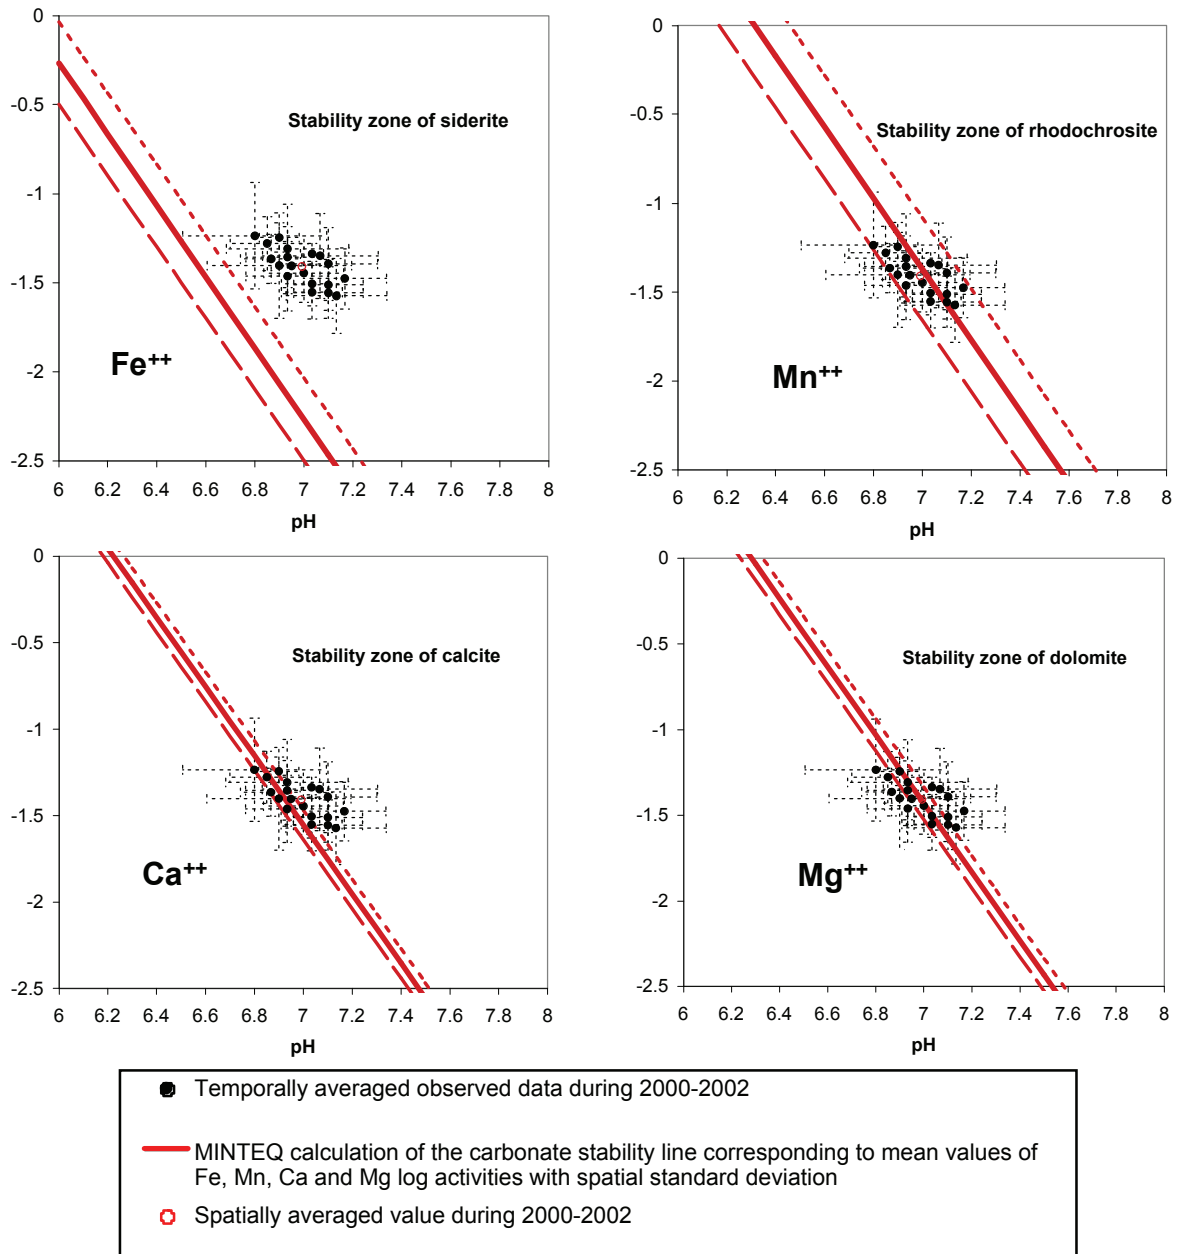 0
-0.5
-1
-1.5
-2
-2.5
6 6.2 6.4 6.6 6.8 7 7.2 7.4 7.6 7.8 8
pH
Stability zone of siderite
Fe++
0
-0.5
-1
-1.5
-2
-2.5
6 6.2 6.4 6.6 6.8 7 7.2 7.4 7.6 7.8 8
pH
Stability zone of rhodochrosite
Mn++
0
-0.5
-1
-1.5
-2
-2.5
6 6.2 6.4 6.6 6.8 7 7.2 7.4 7.6 7.8 8
pH
Stability zone of calcite
Ca++
0
-0.5
-1
-1.5
-2
-2.5
6 6.2 6.4 6.6 6.8 7 7.2 7.4 7.6 7.8 8
pH
Stability zone of dolomite
Mg++
Temporally averaged observed data during 2000-2002
MINTEQ calculation of the carbonate stability line corresponding to mean values of
Fe, Mn, Ca and Mg log activities with spatial standard deviation
Spatially averaged value during 2000-2002